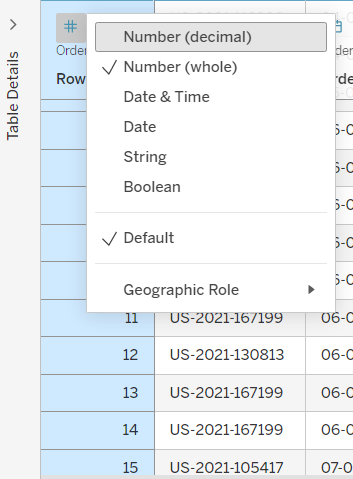 Table Details
#
Order
Row
Number (decimal)
Number (whole)
Date & Time
Date
String
Boolean
Default
Geographic Role
11 US-2021-167199 06-0
12 US-2021-130813 06-0
13 US-2021-167199 06-0
14 US-2021-167199 06-0
15 US-2021-105417 07-0